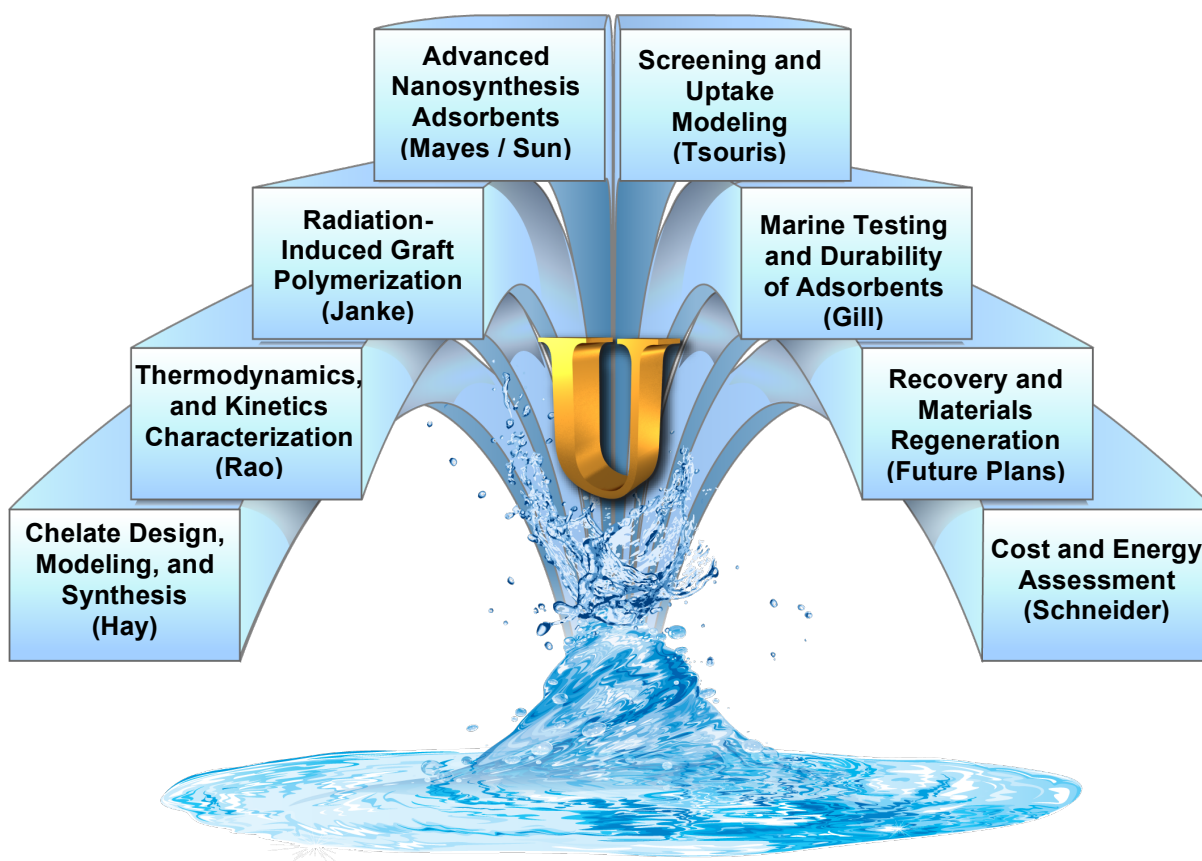 Advanced
Nanosynthesis
Adsorbents
(Mayes / Sun)
Screening and
Uptake
Modeling
(Tsouris)
Radiation-
Induced Graft
Polymerization
(Janke)
Marine Testing
and Durability
of Adsorbents
(Gill)
U
Thermodynamics,
and Kinetics
Characterization
(Rao)
Recovery and
Materials
Regeneration
(Future Plans)
Chelate Design,
Modeling, and
Synthesis
(Hay)
Cost and Energy
Assessment
(Schneider)